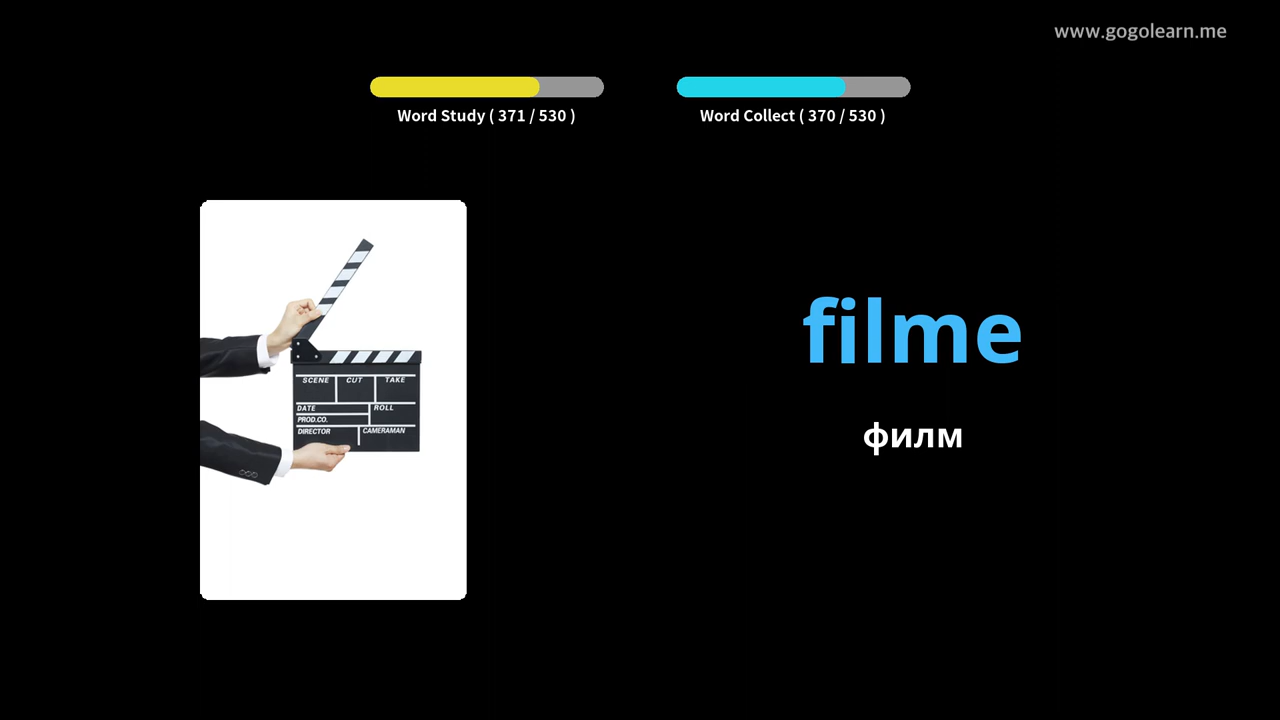 www.gogolearn.me
Word Study ( 371 / 530 )
Word Collect ( 370 / 530 )
SCENE CUT TAKE
DATE ROLL
PROD.CO.
DIRECTOR CAMERAMAN
filme
филм